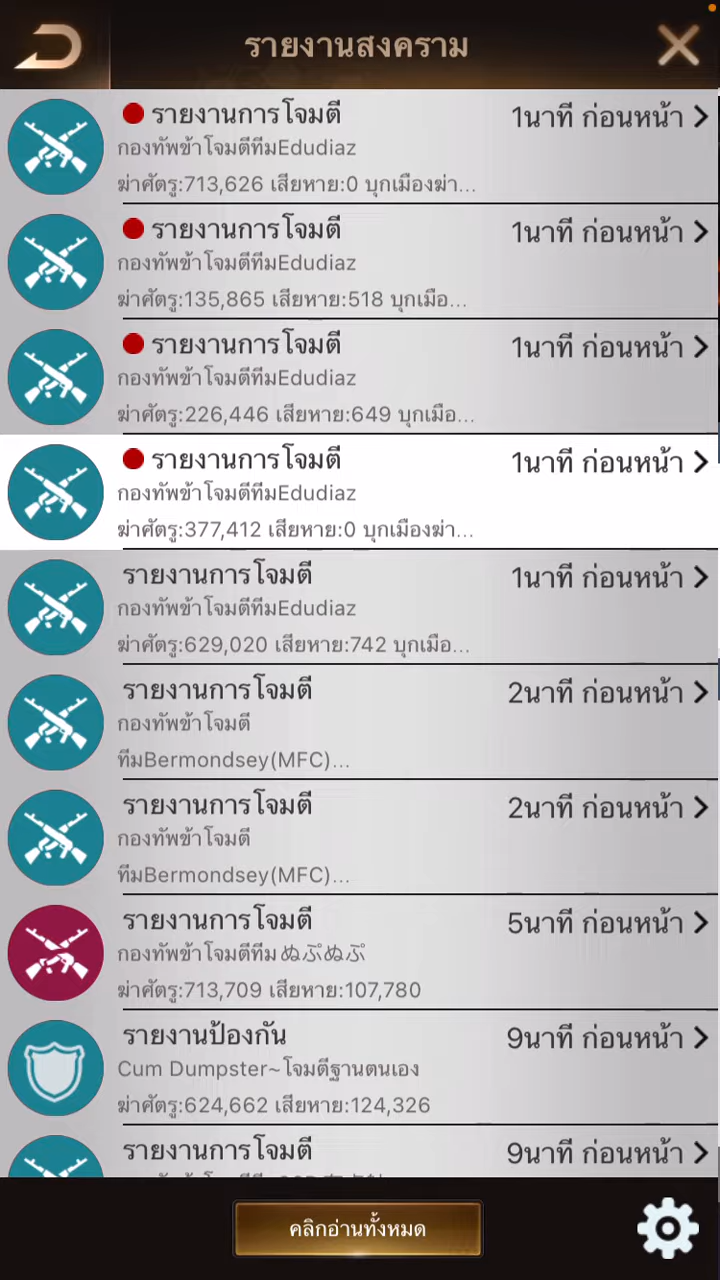 รายงานสงคราม
รายงานการโจมตี
1นาที ก่อนหน้า
กองทัพข้าโจมตีทีมEdudiaz
ฆ่าศัตรู:713,626 เสียหาย:0 บุกเมืองฆ่า...
รายงานการโจมตี
1นาที ก่อนหน้า
กองทัพข้าโจมตีทีมEdudiaz
ฆ่าศัตรู:135,865 เสียหาย:518 บุกเมือ...
รายงานการโจมตี
1นาที ก่อนหน้า
กองทัพข้าโจมตีทีมEdudiaz
ฆ่าศัตรู:226,446 เสียหาย:649 บุกเมือ...
รายงานการโจมตี
1นาที ก่อนหน้า
กองทัพข้าโจมตีทีมEdudiaz
ฆ่าศัตรู:377,412 เสียหาย:0 บุกเมืองฆ่า...
รายงานการโจมตี
1นาที ก่อนหน้า
กองทัพข้าโจมตีทีมEdudiaz
ฆ่าศัตรู:629,020 เสียหาย:742 บุกเมือ...
รายงานการโจมตี
2นาที ก่อนหน้า
กองทัพข้าโจมตี
ทีมBermondsey(MFC)...
รายงานการโจมตี
2นาที ก่อนหน้า
กองทัพข้าโจมตี
ทีมBermondsey(MFC)...
รายงานการโจมตี
5นาที ก่อนหน้า
กองทัพข้าโจมตีทีมぬぷぬぷ
ฆ่าศัตรู:713,709 เสียหาย:107,780
รายงานป้องกัน
9นาที ก่อนหน้า
Cum Dumpster~โจมตีฐานตนเอง
ฆ่าศัตรู:624,662 เสียหาย:124,326
รายงานการโจมตี
9นาที ก่อนหน้า
คลิกอ่านทั้งหมด